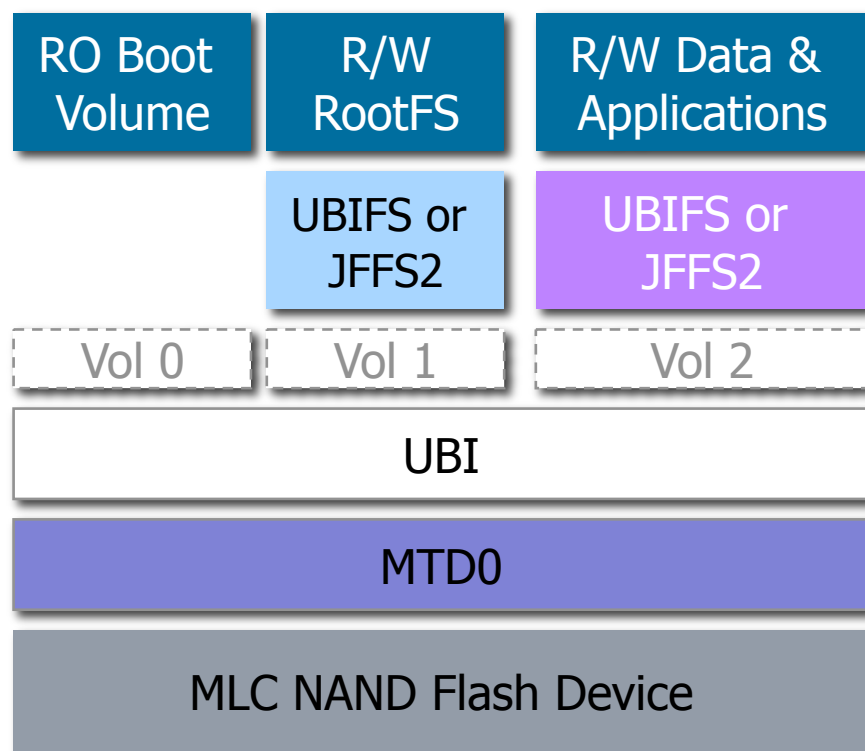 RO Boot
Volume
R/W
RootFS
R/W Data &
Applications
UBIFS or
JFFS2
UBIFS or
JFFS2
Vol 0
Vol 1
Vol 2
UBI
MTD0
MLC NAND Flash Device